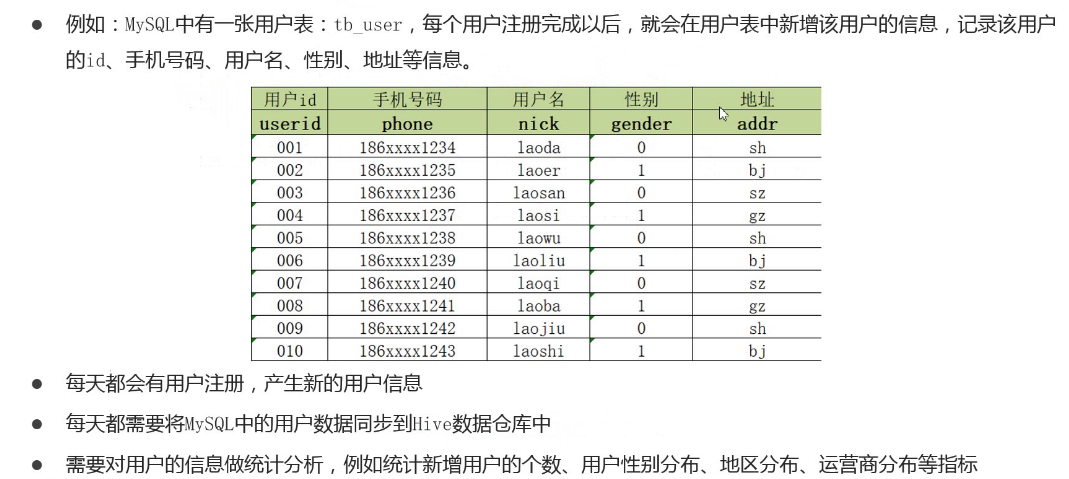 ● 例如：MySQL中有一张用户表：tb_user，每个用户注册完成以后，就会在用户表中新增该用户的信息，记录该用户
的id、手机号码、用户名、性别、地址等信息。
用户id 手机号码 用户名 性别 地址
userid phone nick gender addr
001 186xxxx1234 laoda 0 sh
002 186xxxx1235 laoer 1 bj
003 186xxxx1236 laosan 0 sz
004 186xxxx1237 laosi 1 gz
005 186xxxx1238 laowu 0 sh
006 186xxxx1239 laoliu 1 bj
007 186xxxx1240 laoqi 0 sz
008 186xxxx1241 laoba 1 gz
009 186xxxx1242 laojiu 0 sh
010 186xxxx1243 laoshi 1 bj
● 每天都会有用户注册，产生新的用户信息
● 每天都需要将MySQL中的用户数据同步到Hive数据仓库中
● 需要对用户的信息做统计分析，例如统计新增用户的个数、用户性别分布、地区分布、运营商分布等指标